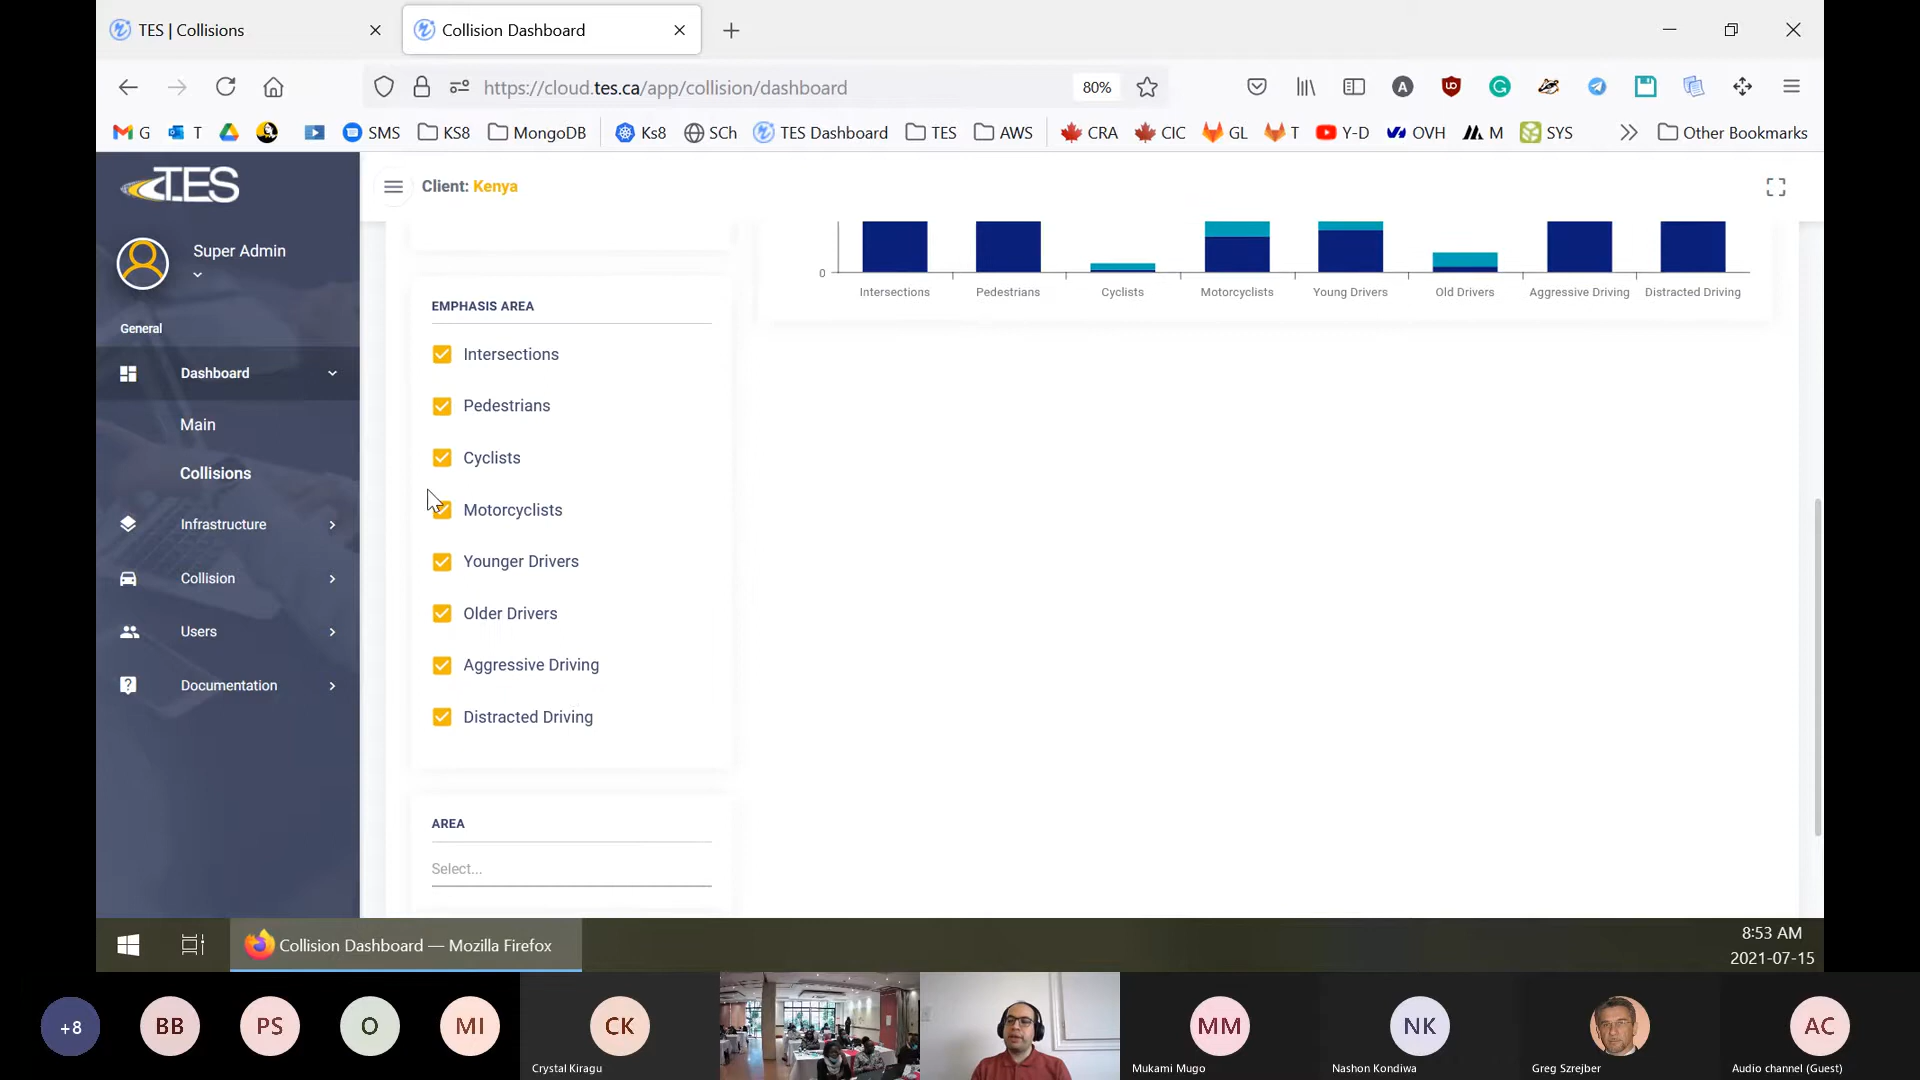 TES | Collisions
Collision Dashboard
https://cloud.tes.ca/app/collision/dashboard
80%
G
T
SMS
KS8
MongoDB
Ks8
SCh
TES Dashboard
TES
AWS
CRA
CIC
GL
T
Y-D
OVH
M
SYS
Other Bookmarks
TES
Client: Kenya
Super Admin
General
Dashboard
Main
Collisions
Infrastructure
Collision
Users
Documentation
0
Intersections
Pedestrians
Cyclists
Motorcyclists
Young Drivers
Old Drivers
Aggressive Driving
Distracted Driving
EMPHASIS AREA
Intersections
Pedestrians
Cyclists
Motorcyclists
Younger Drivers
Older Drivers
Aggressive Driving
Distracted Driving
AREA
Select...
Collision Dashboard — Mozilla Firefox
8:53 AM
2021-07-15
+8
BB
PS
O
MI
CK
Crystal Kiragu
MM
Mukami Mugo
NK
Nashon Kondiwa
Greg Szrejber
AC
Audio channel (Guest)